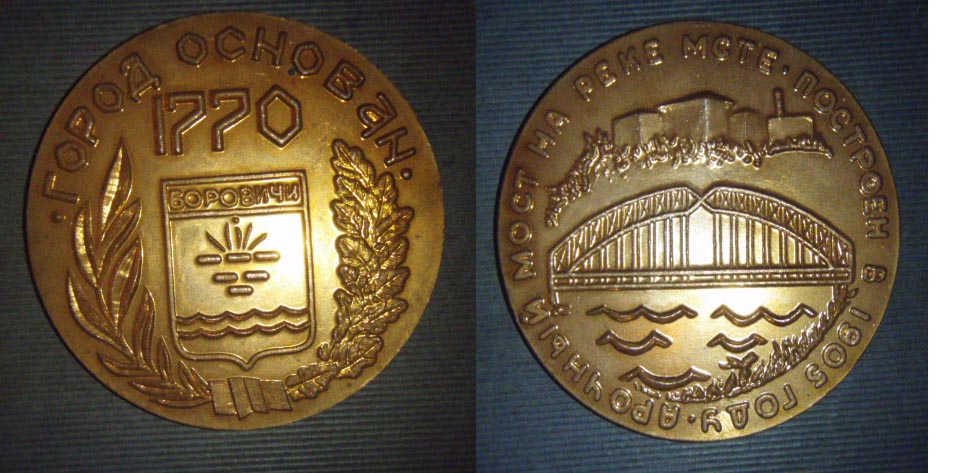 · ГОРОД ОСНОВАН ·
1770
БОРОВИЧИ
АРОЧНЫЙ МОСТ НА РЕКЕ МСТЕ · ПОСТРОЕН В 1905 ГОДУ ·